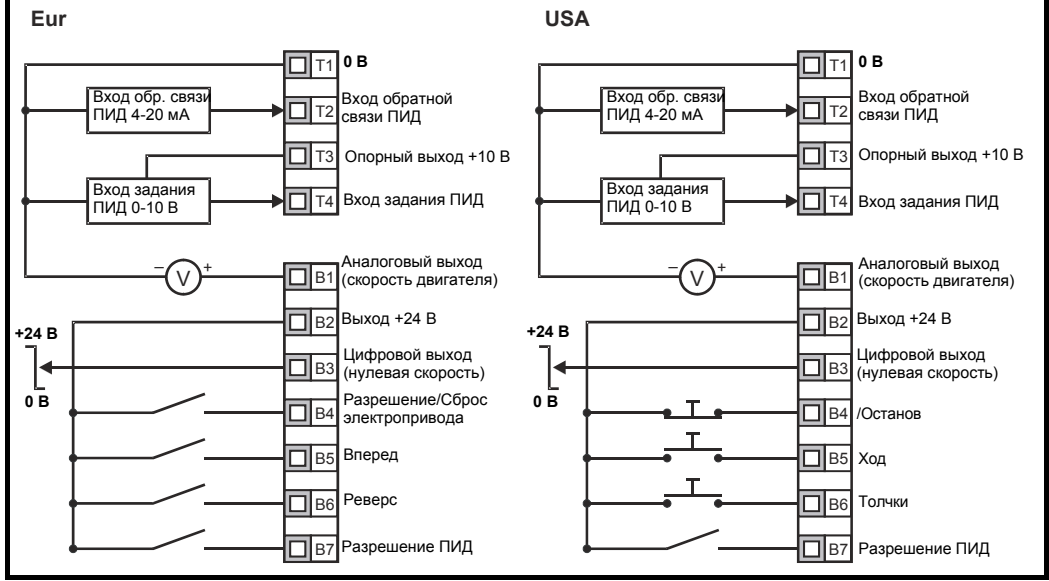 Eur
T1
0 В
Вход обр. связи
ПИД 4-20 мА
T2
Вход обратной
связи ПИД
T3
Опорный выход +10 В
Вход задания
ПИД 0-10 В
T4
Вход задания ПИД
–
V
+
B1
Аналоговый выход
(скорость двигателя)
B2
Выход +24 В
+24 В
0 В
B3
Цифровой выход
(нулевая скорость)
B4
Разрешение/Сброс
электропривода
B5
Вперед
B6
Реверс
B7
Разрешение ПИД
USA
T1
0 В
Вход обр. связи
ПИД 4-20 мА
T2
Вход обратной
связи ПИД
T3
Опорный выход +10 В
Вход задания
ПИД 0-10 В
T4
Вход задания ПИД
–
V
+
B1
Аналоговый выход
(скорость двигателя)
B2
Выход +24 В
+24 В
0 В
B3
Цифровой выход
(нулевая скорость)
B4
/Останов
B5
Ход
B6
Толчки
B7
Разрешение ПИД